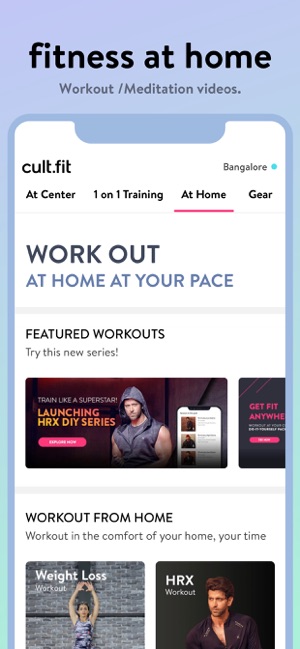 fitness at home
Workout /Meditation videos.
cult.fit
Bangalore
At Center 1 on 1 Training At Home Gear
WORK OUT
AT HOME AT YOUR PACE
FEATURED WORKOUTS
Try this new series!
TRAIN LIKE A SUPERSTAR!
LAUNCHING
HRX DIY SERIES
EXPLORE NOW
GET FIT
ANYWHE
WORKOUT FROM HOME
Workout in the comfort of your home, your time
Weight Loss
Workout
HRX
Workout